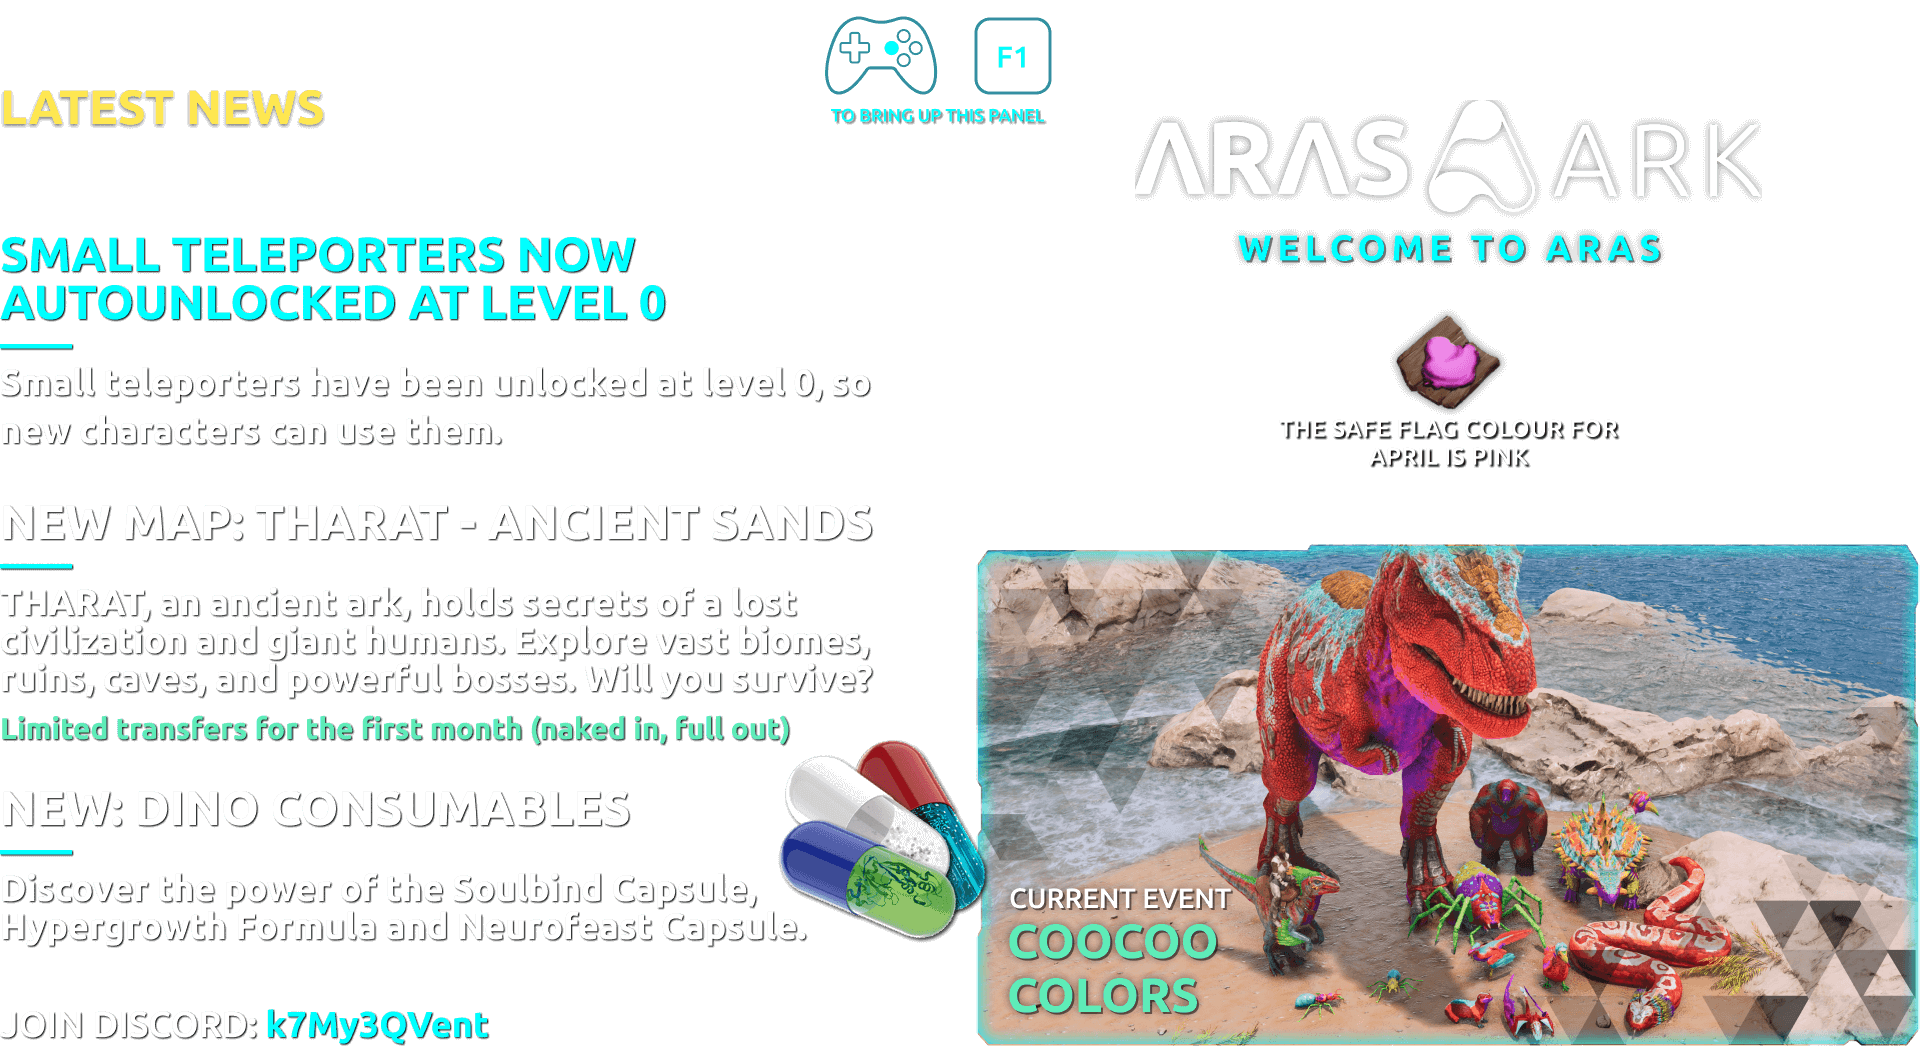 F1
TO BRING UP THIS PANEL
LATEST NEWS
SMALL TELEPORTERS NOW
AUTOUNLOCKED AT LEVEL 0
Small teleporters have been unlocked at level 0, so
new characters can use them.
NEW MAP: THARAT - ANCIENT SANDS
THARAT, an ancient ark, holds secrets of a lost
civilization and giant humans. Explore vast biomes,
ruins, caves, and powerful bosses. Will you survive?
Limited transfers for the first month (naked in, full out)
NEW: DINO CONSUMABLES
Discover the power of the Soulbind Capsule,
Hypergrowth Formula and Neurofeast Capsule.
JOIN DISCORD: k7My3QVent
ARAS ARK
WELCOME TO ARAS
THE SAFE FLAG COLOUR FOR
APRIL IS PINK
CURRENT EVENT
COOCOO
COLORS